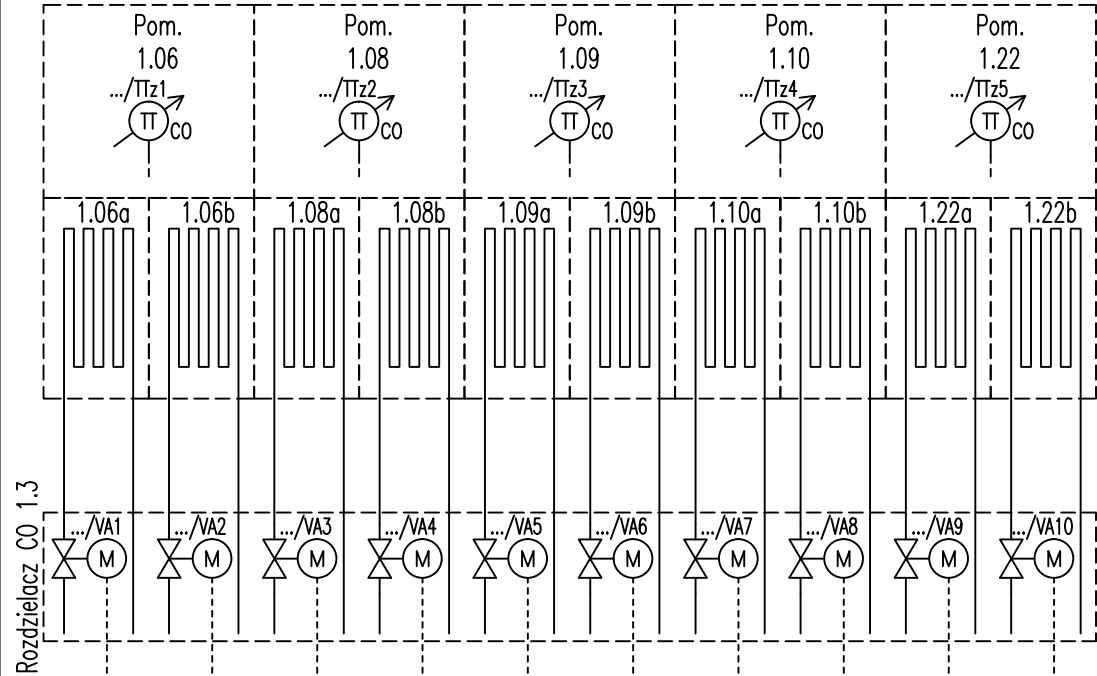 Pom. Pom. Pom. Pom. Pom.
1.06 1.08 1.09 1.10 1.22
.../TTz1 .../TTz2 .../TTz3 .../TTz4 .../TTz5
TT CO TT CO TT CO TT CO TT CO
1.06a 1.06b 1.08a 1.08b 1.09a 1.09b 1.10a 1.10b 1.22a 1.22b
Rozdzielacz CO 1.3
.../VA1 .../VA2 .../VA3 .../VA4 .../VA5 .../VA6 .../VA7 .../VA8 .../VA9 .../VA10
M M M M M M M M M M